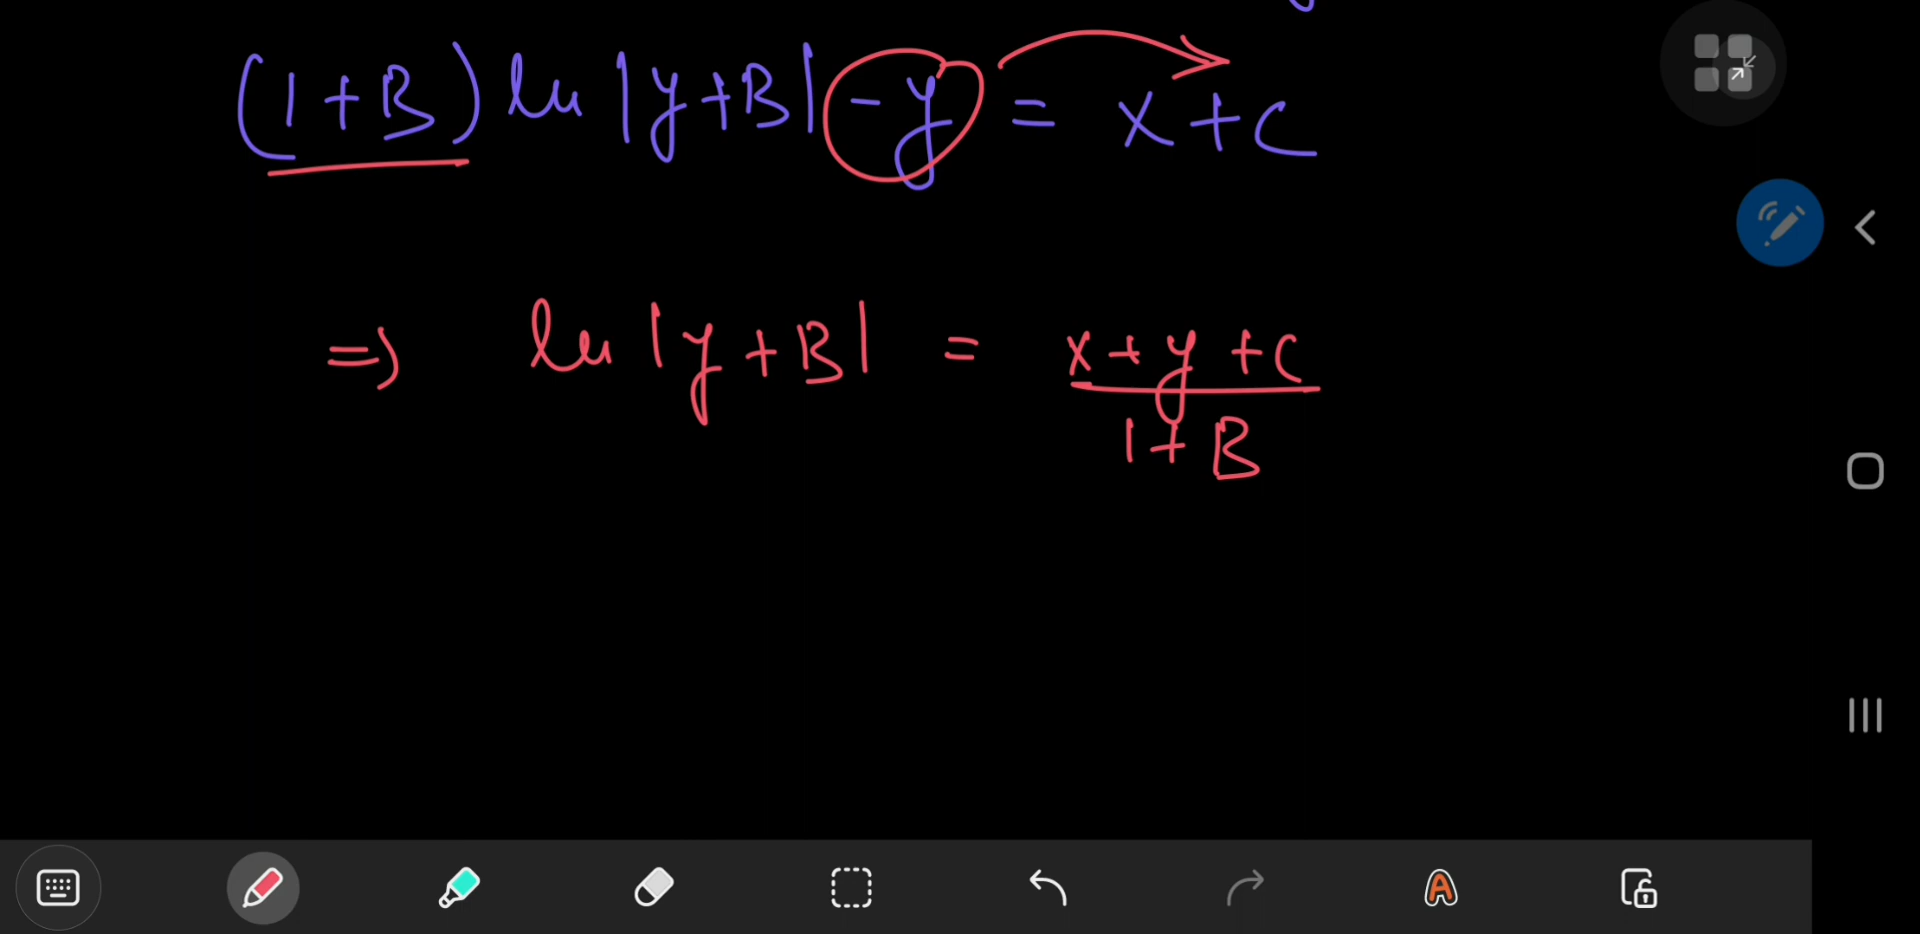 (1+B) ln |y+B| - y = x+c
=> ln |y+B| = x+y+c / 1+B
A